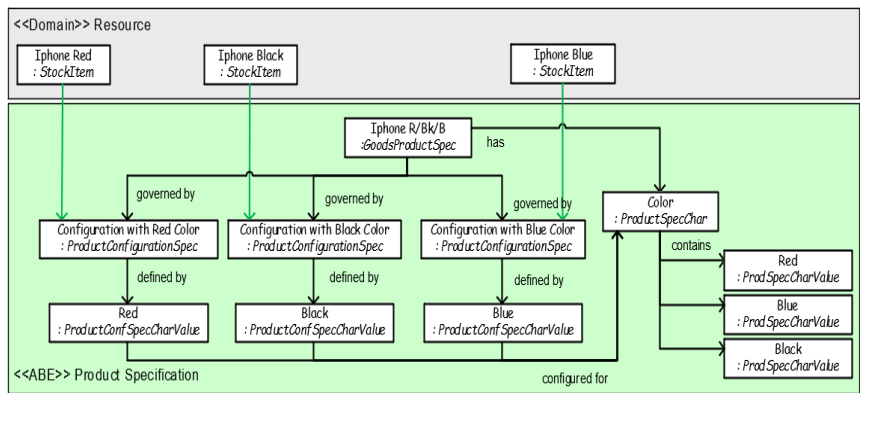 <<Domain>> Resource
Iphone Red
: StockItem
Iphone Black
: StockItem
Iphone Blue
: StockItem
Iphone R/Bk/B
:GoodsProductSpec
has
governed by
governed by
governed by
Color
: ProductSpecChar
Configuration with Red Color
: ProductConfigurationSpec
Configuration with Black Color
: ProductConfigurationSpec
Configuration with Blue Color
: ProductConfigurationSpec
contains
defined by
defined by
defined by
Red
: ProdSpecCharValue
Blue
: ProdSpecCharValue
Black
: ProdSpecCharValue
Red
: ProductConfSpecCharValue
Black
: ProductConfSpecCharValue
Blue
: ProductConfSpecCharValue
<<ABE>> Product Specification
configured for